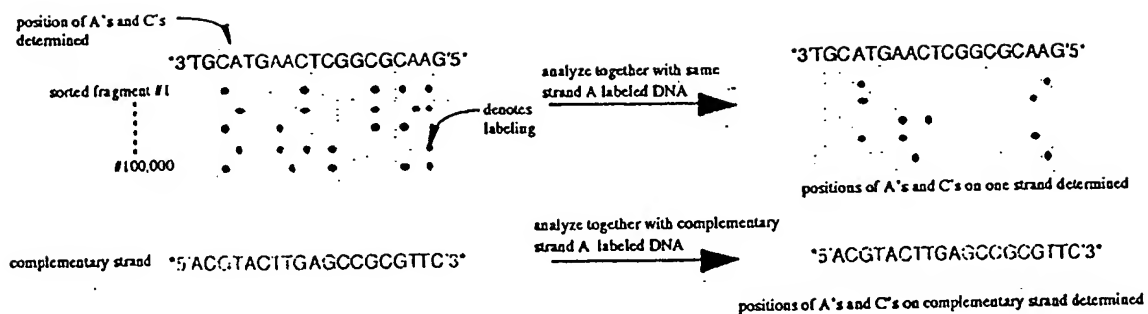 position of A's and C's
determined
*3'TGCATGAACTCGGCGCAAG'5*
sorted fragment #1
#100,000
denotes
labeling
analyze together with same
strand A labeled DNA
*3'TGCATGAACTCGGCGCAAG'5*
positions of A's and C's on one strand determined
complementary strand
*5'ACGTACTTGAGCCGCGTTC'3*
analyze together with complementary
strand A labeled DNA
*5'ACGTACTTGAGCCGCGTTC'3*
positions of A's and C's on complementary strand determined